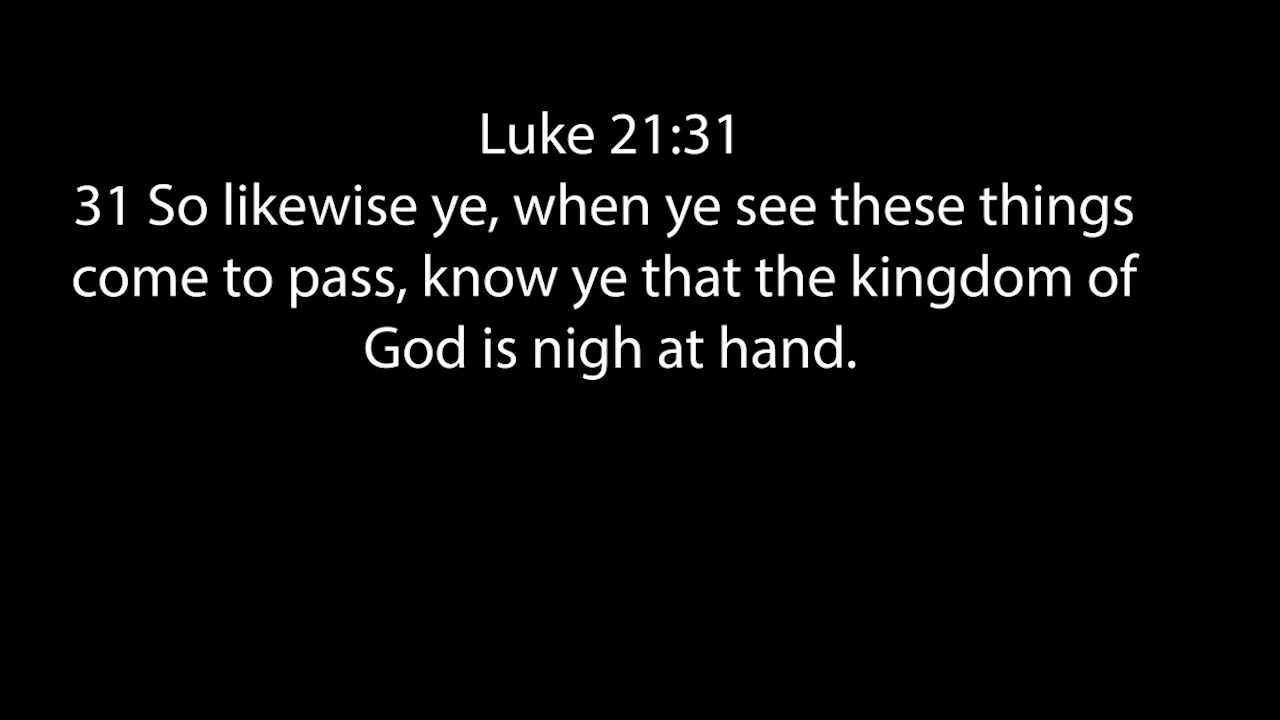 Luke 21:31
31 So likewise ye, when ye see these things
come to pass, know ye that the kingdom of
God is nigh at hand.